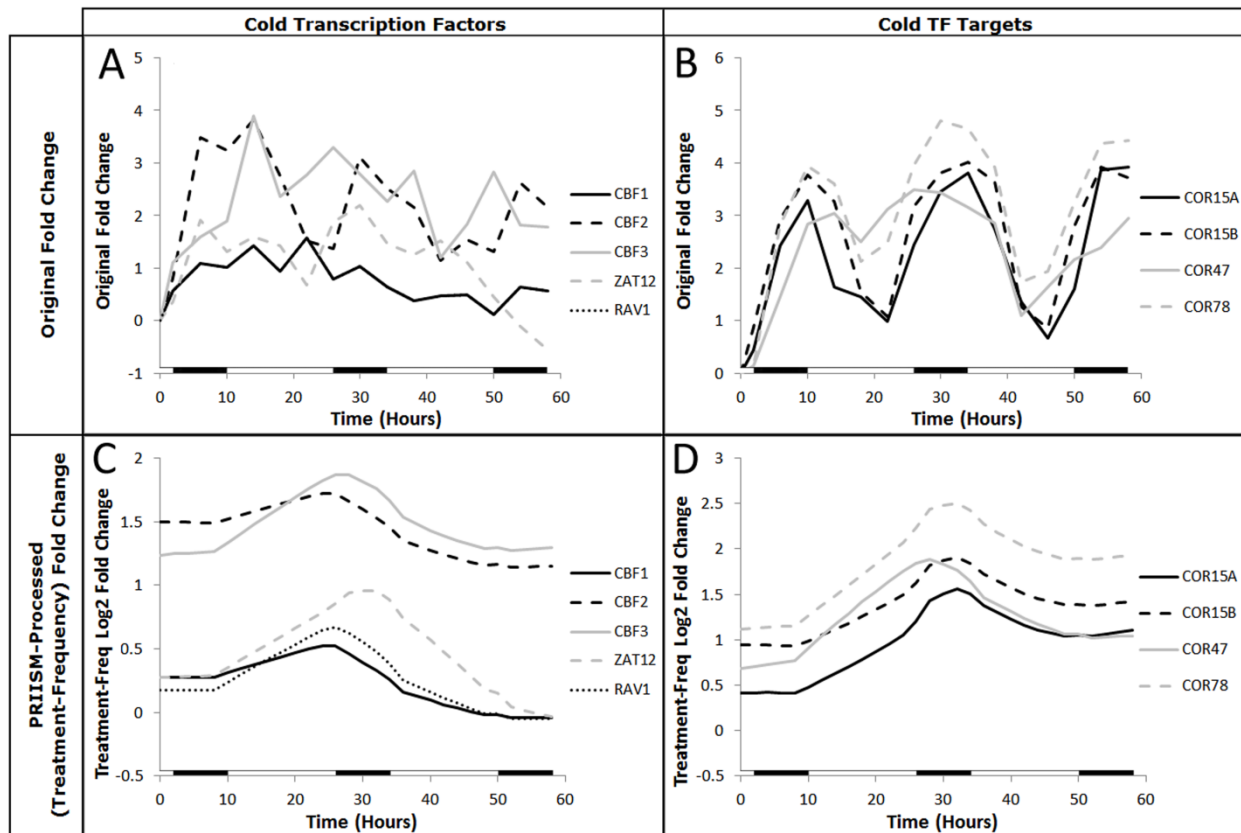 Cold Transcription Factors
Cold TF Targets
Original Fold Change
A
Original Fold Change
5
4
3
2
1
0
-1
0
10
20
30
40
50
60
Time (Hours)
CBF1
CBF2
CBF3
ZAT12
RAV1
B
Original Fold Change
6
5
4
3
2
1
0
0
10
20
30
40
50
60
Time (Hours)
COR15A
COR15B
COR47
COR78
PRIISM-Processed
(Treatment-Frequency) Fold Change
C
Treatment-Freq Log2 Fold Change
2
1.5
1
0.5
0
-0.5
0
10
20
30
40
50
60
Time (Hours)
CBF1
CBF2
CBF3
ZAT12
RAV1
D
Treatment-Freq Log2 Fold Change
3
2.5
2
1.5
1
0.5
0
-0.5
0
10
20
30
40
50
60
Time (Hours)
COR15A
COR15B
COR47
COR78